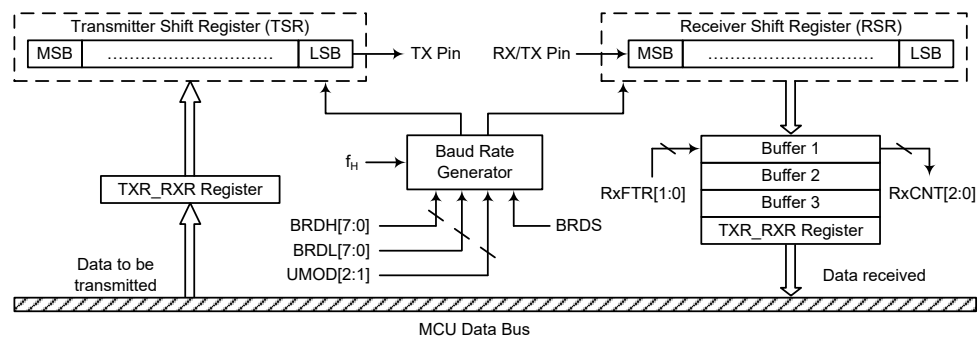 Transmitter Shift Register (TSR)
MSB
........................................
LSB
TX Pin
RX/TX Pin
Receiver Shift Register (RSR)
MSB
........................................
LSB
fH
Baud Rate
Generator
TXR_RXR Register
BRDH[7:0]
BRDL[7:0]
UMOD[2:1]
BRDS
RxFTR[1:0]
Buffer 1
Buffer 2
Buffer 3
TXR_RXR Register
RxCNT[2:0]
Data to be
transmitted
Data received
MCU Data Bus